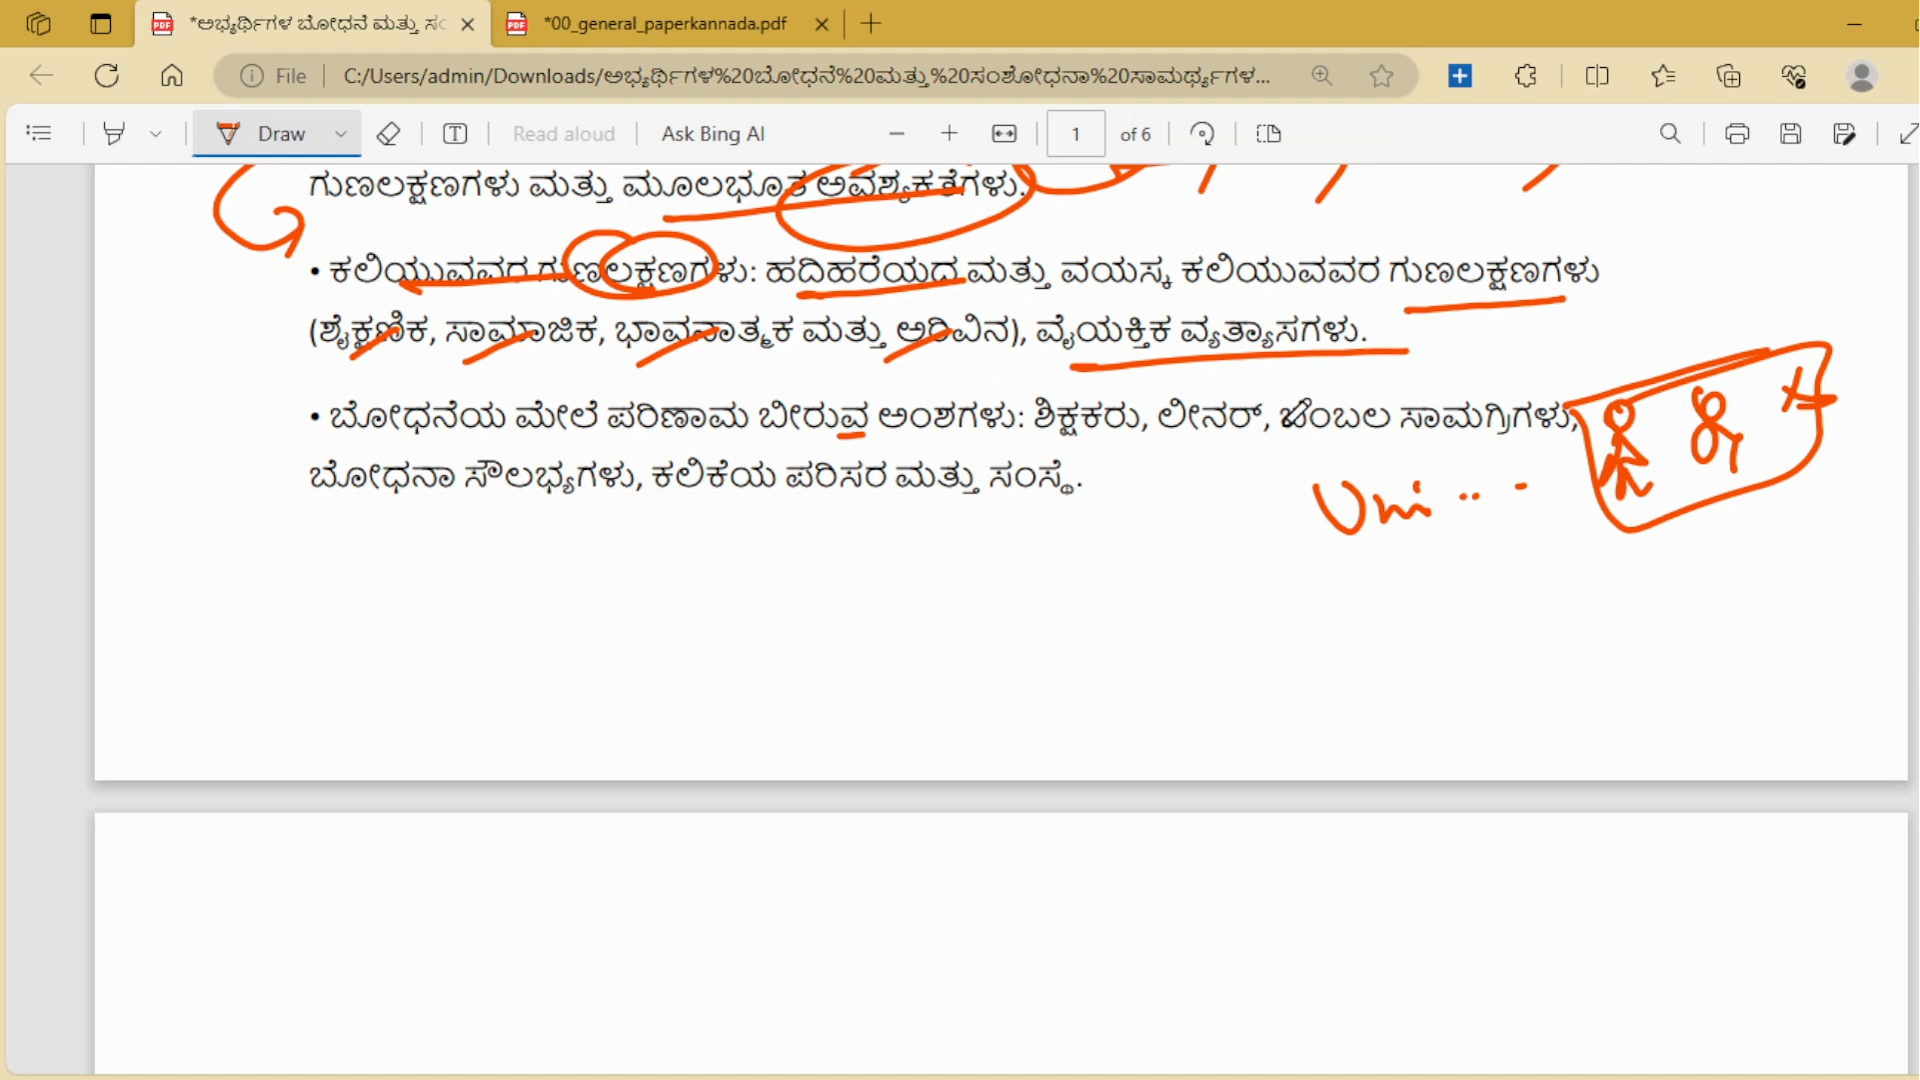 *ಅಭ್ಯರ್ಥಿಗಳ ಬೋಧನೆ ಮತ್ತು ಸಂ
*00_general_paperkannada.pdf
File
C:/Users/admin/Downloads/ಅಭ್ಯರ್ಥಿಗಳ%20ಬೋಧನೆ%20ಮತ್ತು%20ಸಂಶೋಧನಾ%20ಸಾಮರ್ಥ್ಯಗಳ...
Draw
Read aloud
Ask Bing AI
1 of 6
ಗುಣಲಕ್ಷಣಗಳು ಮತ್ತು ಮೂಲಭೂತ ಅವಶ್ಯಕತೆಗಳು.
• ಕಲಿಯುವವರ ಗುಣಲಕ್ಷಣಗಳು: ಹದಿಹರೆಯದ ಮತ್ತು ವಯಸ್ಕ ಕಲಿಯುವವರ ಗುಣಲಕ್ಷಣಗಳು
(ಶೈಕ್ಷಣಿಕ, ಸಾಮಾಜಿಕ, ಭಾವನಾತ್ಮಕ ಮತ್ತು ಅರಿವಿನ), ವೈಯಕ್ತಿಕ ವ್ಯತ್ಯಾಸಗಳು.
• ಬೋಧನೆಯ ಮೇಲೆ ಪರಿಣಾಮ ಬೀರುವ ಅಂಶಗಳು: ಶಿಕ್ಷಕರು, ಲೀನರ್, ಬೆಂಬಲ ಸಾಮಗ್ರಿಗಳು,
ಬೋಧನಾ ಸೌಲಭ್ಯಗಳು, ಕಲಿಕೆಯ ಪರಿಸರ ಮತ್ತು ಸಂಸ್ಥೆ.
Uni